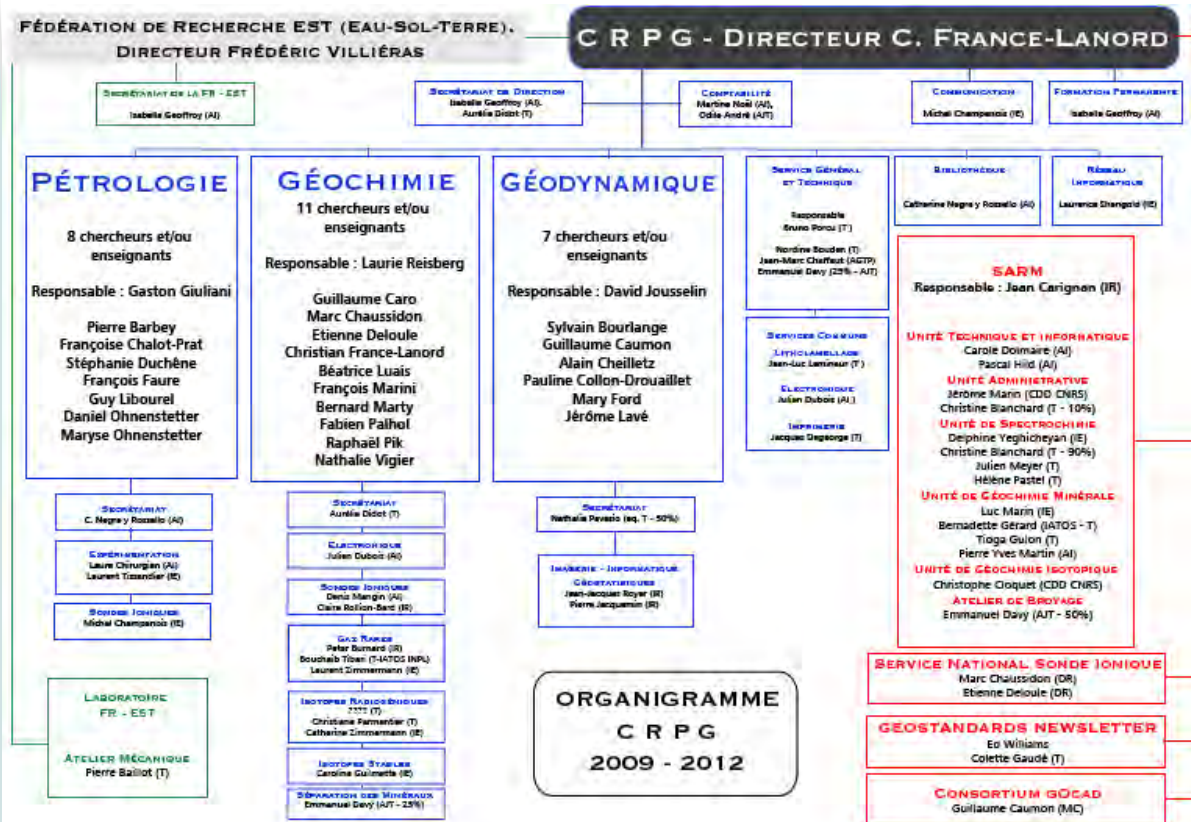 FÉDÉRATION DE RECHERCHE EST (EAU-SOL-TERRE).
DIRECTEUR FRÉDÉRIC VILLIÉRAS
C R P G - DIRECTEUR C. FRANCE-LANORD
SECRÉTARIAT DE LA FR - EST
Isabelle Geoffroy (AI)
SECRÉTARIAT DE DIRECTION
Isabelle Geoffroy (AI),
Aurélie Didot (T)
COMPTABILITÉ
Martine Noël (AI),
Odile André (AJT)
COMMUNICATION
Michel Champenois (IE)
FORMATION PERMANENTE
Isabelle Geoffroy (AI)
PÉTROLOGIE
8 chercheurs et/ou
enseignants
Responsable : Gaston Giuliani
Pierre Barbey
Françoise Chalot-Prat
Stéphanie Duchêne
François Faure
Guy Libourel
Daniel Ohnenstetter
Maryse Ohnenstetter
SECRÉTARIAT
C. Negre y Rossello (AI)
EXPÉRIMENTATION
Laure Chirurgien (AI)
Laurent Tissandier (IE)
SONDES IONIQUES
Michel Champenois (IE)
LABORATOIRE
FR - EST
ATELIER MÉCANIQUE
Pierre Baillot (T)
GÉOCHIMIE
11 chercheurs et/ou
enseignants
Responsable : Laurie Reisberg
Guillaume Caro
Marc Chaussidon
Etienne Deloule
Christian France-Lanord
Béatrice Luais
François Marini
Bernard Marty
Fabien Palhol
Raphaël Pik
Nathalie Vigier
SECRÉTARIAT
Aurélie Didot (T)
ELECTRONIQUE
Julien Dubois (AI)
SONDES IONIQUES
Denis Mangin (AI)
Claire Rollion-Bard (IR)
GAZ RARES
Peter Burnard (IR)
Bouchaïb Tibari (T-IATOS INPL)
Laurent Zimmermann (IE)
ISOTOPES RADIOGÉNIQUES
???? (T)
Christiane Parmentier (T)
Catherine Zimmermann (IE)
ISOTOPES STABLES
Caroline Guilmette (IE)
SÉPARATION DES MINÉRAUX
Emmanuel Davy (AJT - 25%)
GÉODYNAMIQUE
7 chercheurs et/ou
enseignants
Responsable : David Jousselin
Sylvain Bourlange
Guillaume Caumon
Alain Cheilletz
Pauline Collon-Drouaillet
Mary Ford
Jérôme Lavé
SECRÉTARIAT
Nathalie (eq. T - 50%)
IMAGERIE - INFORMATIQUE
GÉOSTATISTIQUES
Jean-Jacques Royer (IR)
Pierre Jacquemin (IR)
ORGANIGRAMME
C R P G
2009 - 2012
SERVICE GÉNÉRAL
ET TECHNIQUE
Responsable
Bruno (T)
Nordine Bouden (T)
Jean-Marc Chaffaut (AGTP)
Emmanuel Davy (25% - AJT)
SERVICES COMMUNS
LITHOLAMELLAGE
Jean-Luc Lamineur (T)
ELECTRONIQUE
Julien Dubois (AI)
IMPRIMERIE
Jacques Degeorge (T)
BIBLIOTHÈQUE
Catherine Negre y Rossello (AI)
RÉSEAU
INFORMATIQUE
Laurence Shengold (IE)
SARM
Responsable : Jean Carignan (IR)
UNITÉ TECHNIQUE ET INFORMATIQUE
Carole Dolmaire (AI)
Pascal Hild (AI)
UNITÉ ADMINISTRATIVE
Jérôme Marin (CDD CNRS)
Christine Blanchard (T - 10%)
UNITÉ DE SPECTROCHIMIE
Delphine Yeghicheyan (IE)
Christine Blanchard (T - 90%)
Julien Meyer (T)
Hélène Pastel (T)
UNITÉ DE GÉOCHIMIE MINÉRALE
Luc Marin (IE)
Bernadette Gérard (IATOS - T)
Tioga Gulon (T)
Pierre Yves Martin (AI)
UNITÉ DE GÉOCHIMIE ISOTOPIQUE
Christophe Cloquet (CDD CNRS)
ATELIER DE BROYAGE
Emmanuel Davy (AJT - 50%)
SERVICE NATIONAL SONDE IONIQUE
Marc Chaussidon (DR)
Etienne Deloule (DR)
GEOSTANDARDS NEWSLETTER
Ed Williams
Colette Gaudé (T)
CONSORTIUM GOCAD
Guillaume Caumon (MC)